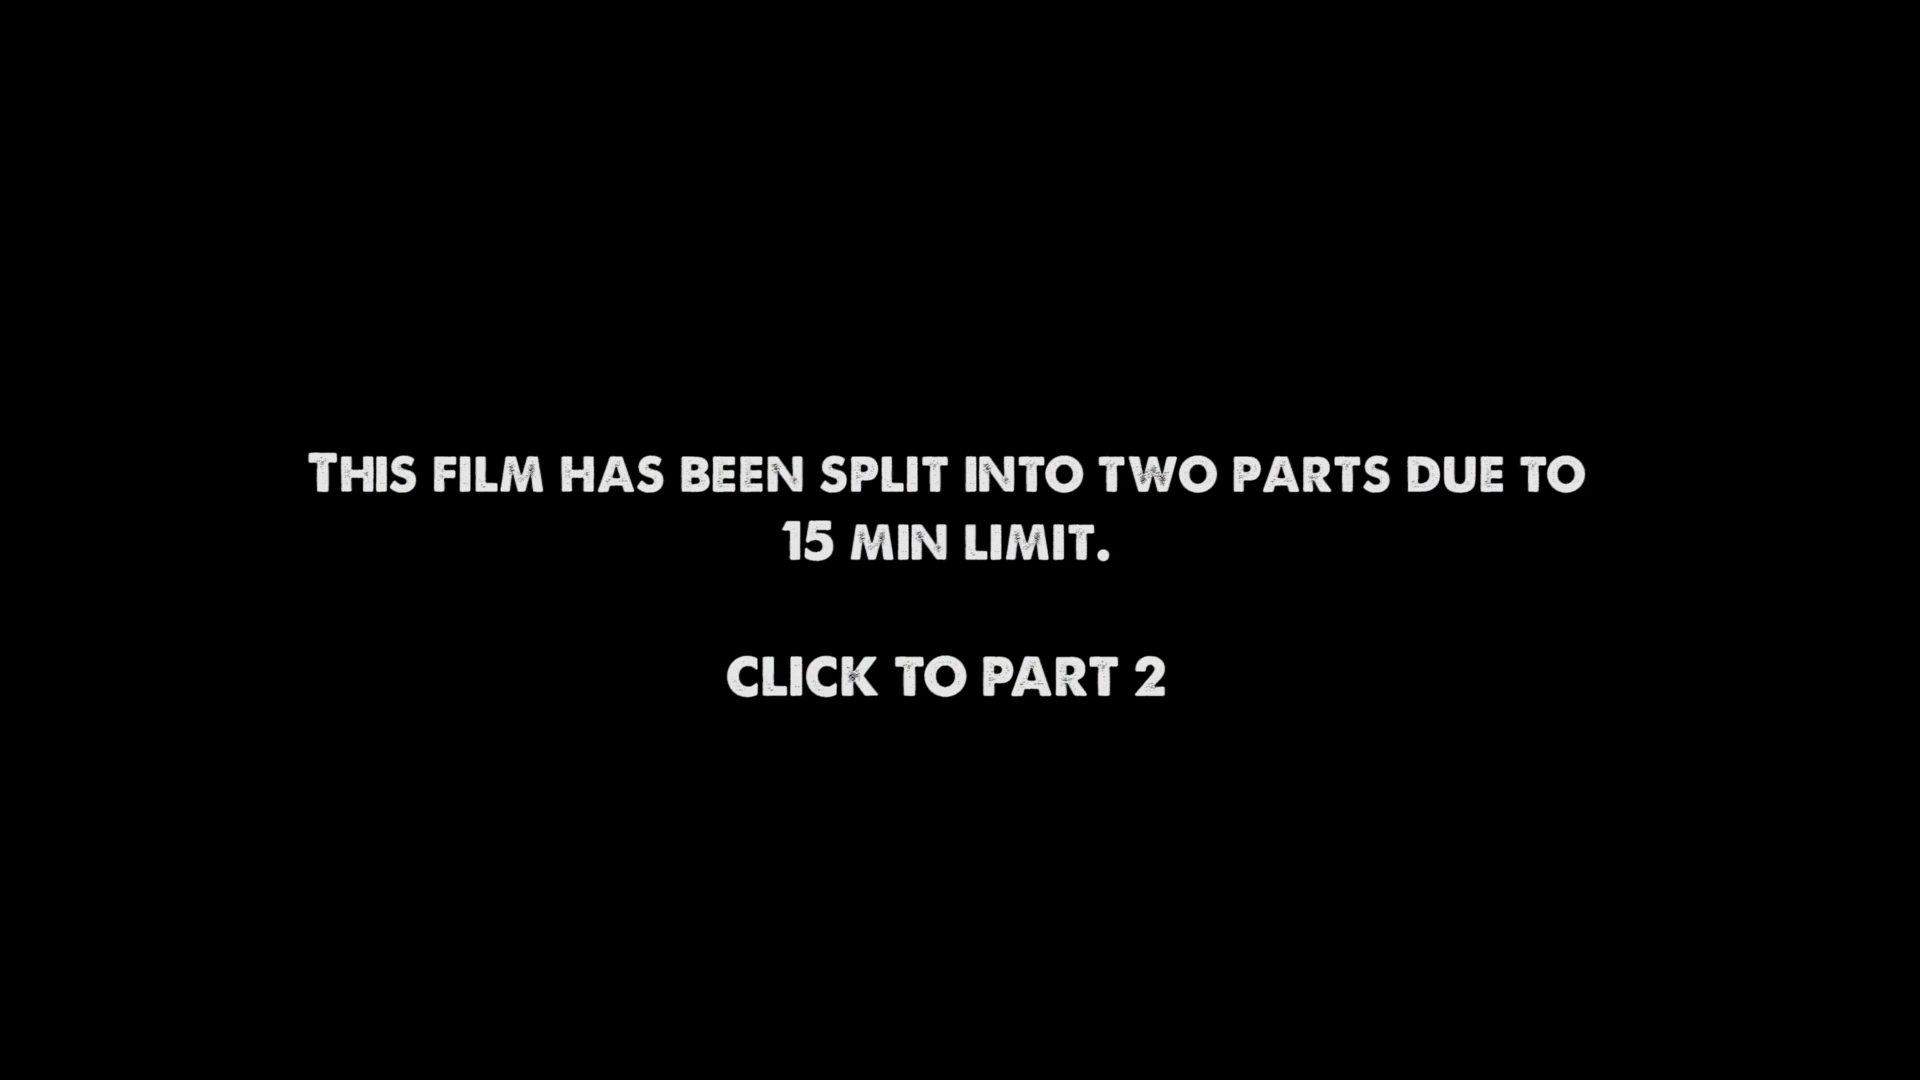 This film has been split into two parts due to
15 min limit.
click to part 2